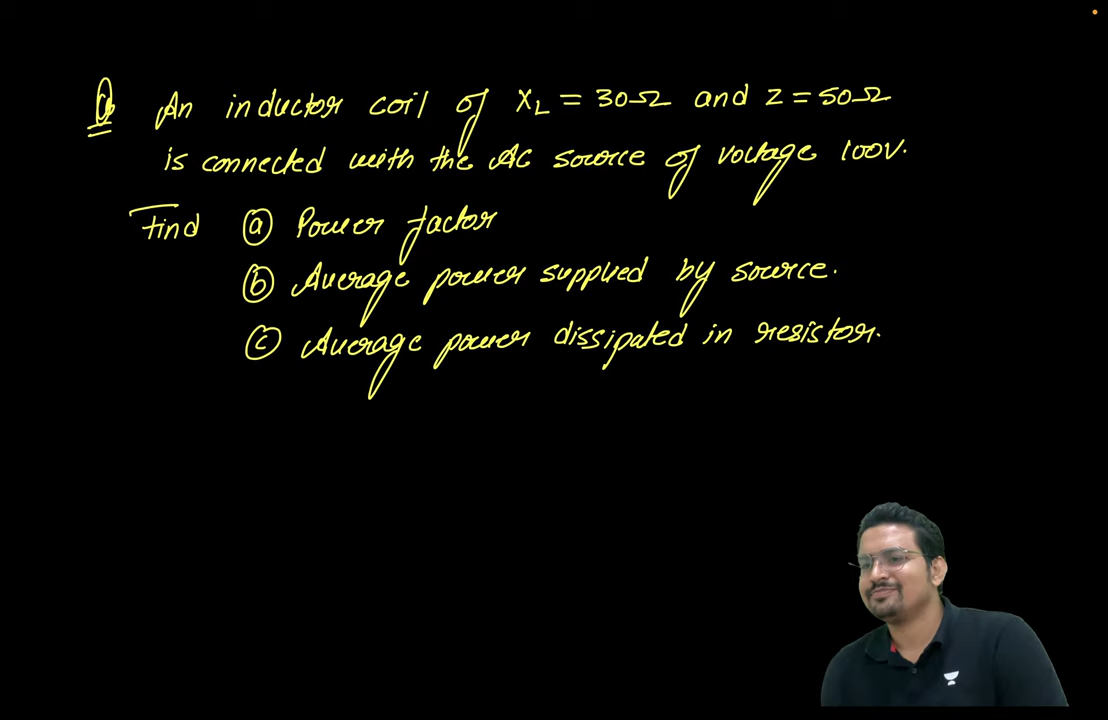 Q An inductor coil of XL = 30Ω and Z = 50Ω
is connected with the AC source of voltage 100V.
Find ⓐ Power factor
ⓑ Average power supplied by source.
ⓒ Average power dissipated in resistor.